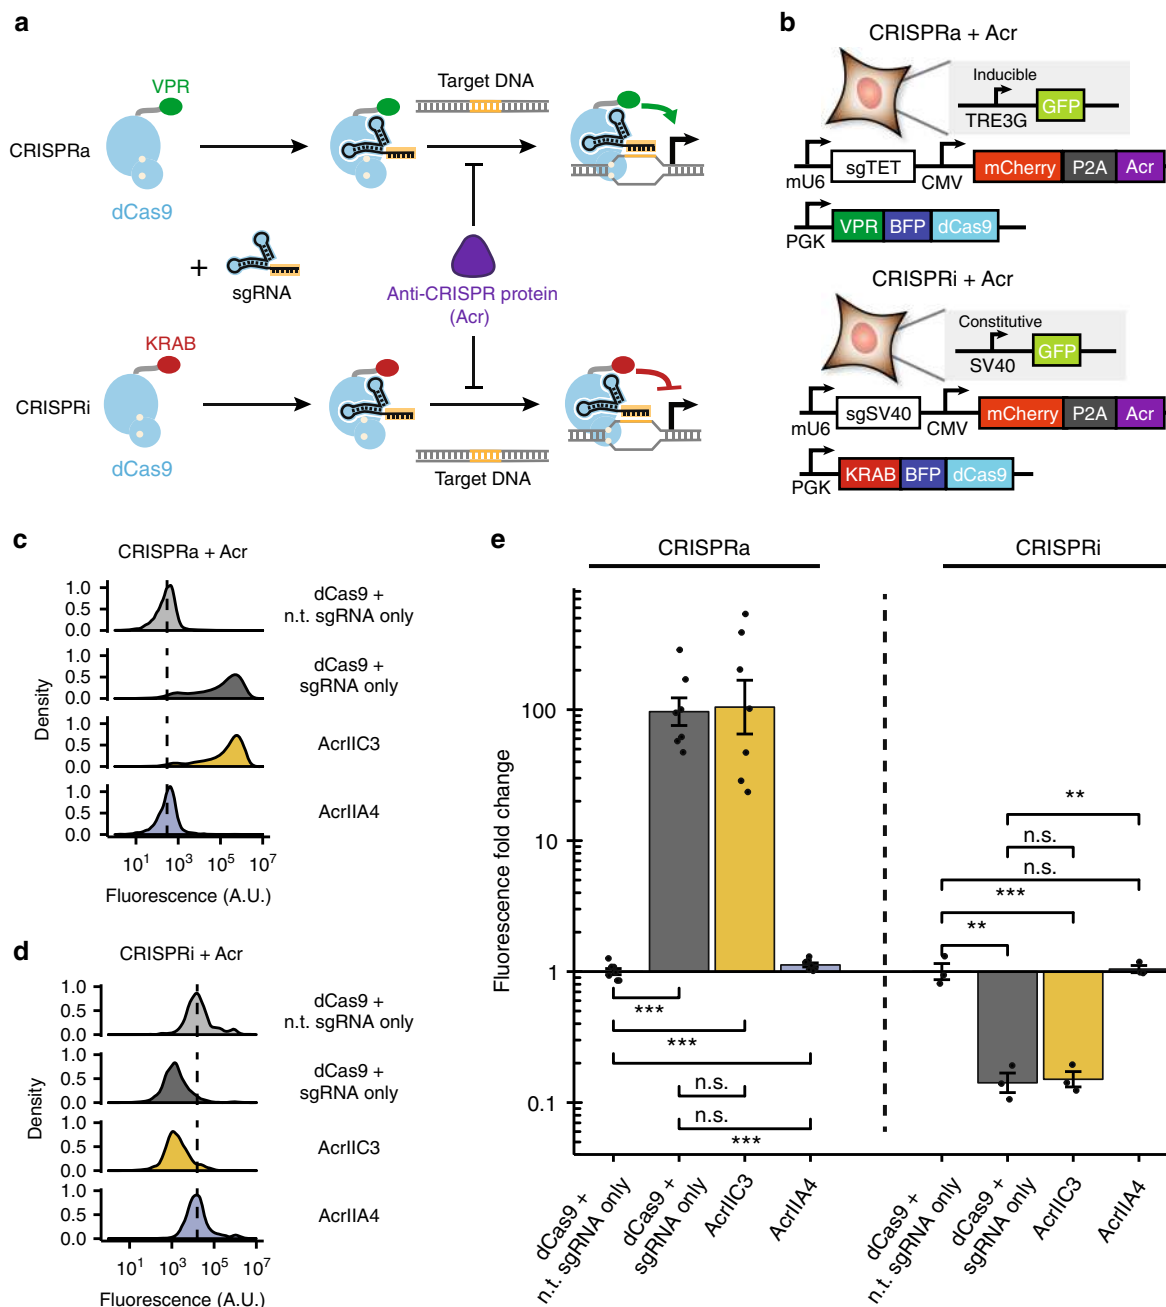 a
VPR
Target DNA
CRISPRa
dCas9
+
sgRNA
Anti-CRISPR protein
(Acr)
KRAB
CRISPRi
dCas9
Target DNA
b
CRISPRa + Acr
Inducible
TRE3G
GFP
mU6
sgTET
CMV
mCherry
P2A
Acr
PGK
VPR
BFP
dCas9
CRISPRi + Acr
Constitutive
SV40
GFP
mU6
sgSV40
CMV
mCherry
P2A
Acr
PGK
KRAB
BFP
dCas9
c
CRISPRa + Acr
Density
1.0
0.5
0.0
dCas9 +
n.t. sgRNA only
1.0
0.5
0.0
dCas9 +
sgRNA only
1.0
0.5
0.0
AcrIIC3
1.0
0.5
0.0
AcrIIA4
10¹ 10³ 10⁵ 10⁷
Fluorescence (A.U.)
d
CRISPRi + Acr
Density
1.0
0.5
0.0
dCas9 +
n.t. sgRNA only
1.0
0.5
0.0
dCas9 +
sgRNA only
1.0
0.5
0.0
AcrIIC3
1.0
0.5
0.0
AcrIIA4
10¹ 10³ 10⁵ 10⁷
Fluorescence (A.U.)
e
CRISPRa
CRISPRi
Fluorescence fold change
100
10
1
0.1
***
***
n.s.
n.s.
***
**
n.s.
n.s.
***
**
dCas9 +
n.t. sgRNA only
dCas9 +
sgRNA only
AcrIIC3
AcrIIA4
dCas9 +
n.t. sgRNA only
dCas9 +
sgRNA only
AcrIIC3
AcrIIA4